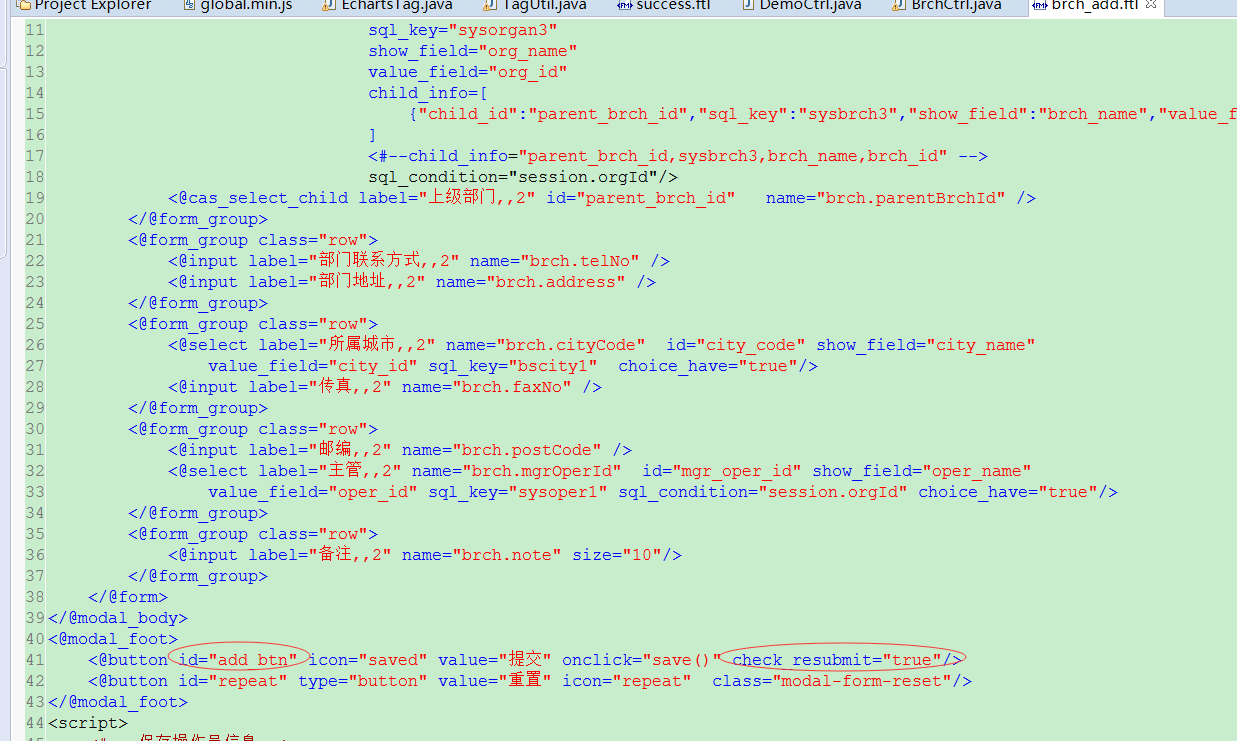 Project Explorer global.min.js EchartsTag.java TagUtil.java success.ftl DemoCtrl.java BrchCtrl.java brch_add.ftl
11 sql_key="sysorgan3"
12 show_field="org_name"
13 value_field="org_id"
14 child_info=[
15 {"child_id":"parent_brch_id","sql_key":"sysbrch3","show_field":"brch_name","value_f
16 ]
17 <#--child_info="parent_brch_id,sysbrch3,brch_name,brch_id" -->
18 sql_condition="session.orgId"/>
19 <@cas_select_child label="上级部门,,2" id="parent_brch_id" name="brch.parentBrchId" />
20 </@form_group>
21 <@form_group class="row">
22 <@input label="部门联系方式,,2" name="brch.telNo" />
23 <@input label="部门地址,,2" name="brch.address" />
24 </@form_group>
25 <@form_group class="row">
26 <@select label="所属城市,,2" name="brch.cityCode" id="city_code" show_field="city_name"
27 value_field="city_id" sql_key="bscity1" choice_have="true"/>
28 <@input label="传真,,2" name="brch.faxNo" />
29 </@form_group>
30 <@form_group class="row">
31 <@input label="邮编,,2" name="brch.postCode" />
32 <@select label="主管,,2" name="brch.mgrOperId" id="mgr_oper_id" show_field="oper_name"
33 value_field="oper_id" sql_key="sysoper1" sql_condition="session.orgId" choice_have="true"/>
34 </@form_group>
35 <@form_group class="row">
36 <@input label="备注,,2" name="brch.note" size="10"/>
37 </@form_group>
38 </@form>
39 </@modal_body>
40 <@modal_foot>
41 <@button id="add_btn" icon="saved" value="提交" onclick="save()" check_resubmit="true"/>
42 <@button id="repeat" type="button" value="重置" icon="repeat" class="modal-form-reset"/>
43 </@modal_foot>
44 <script>